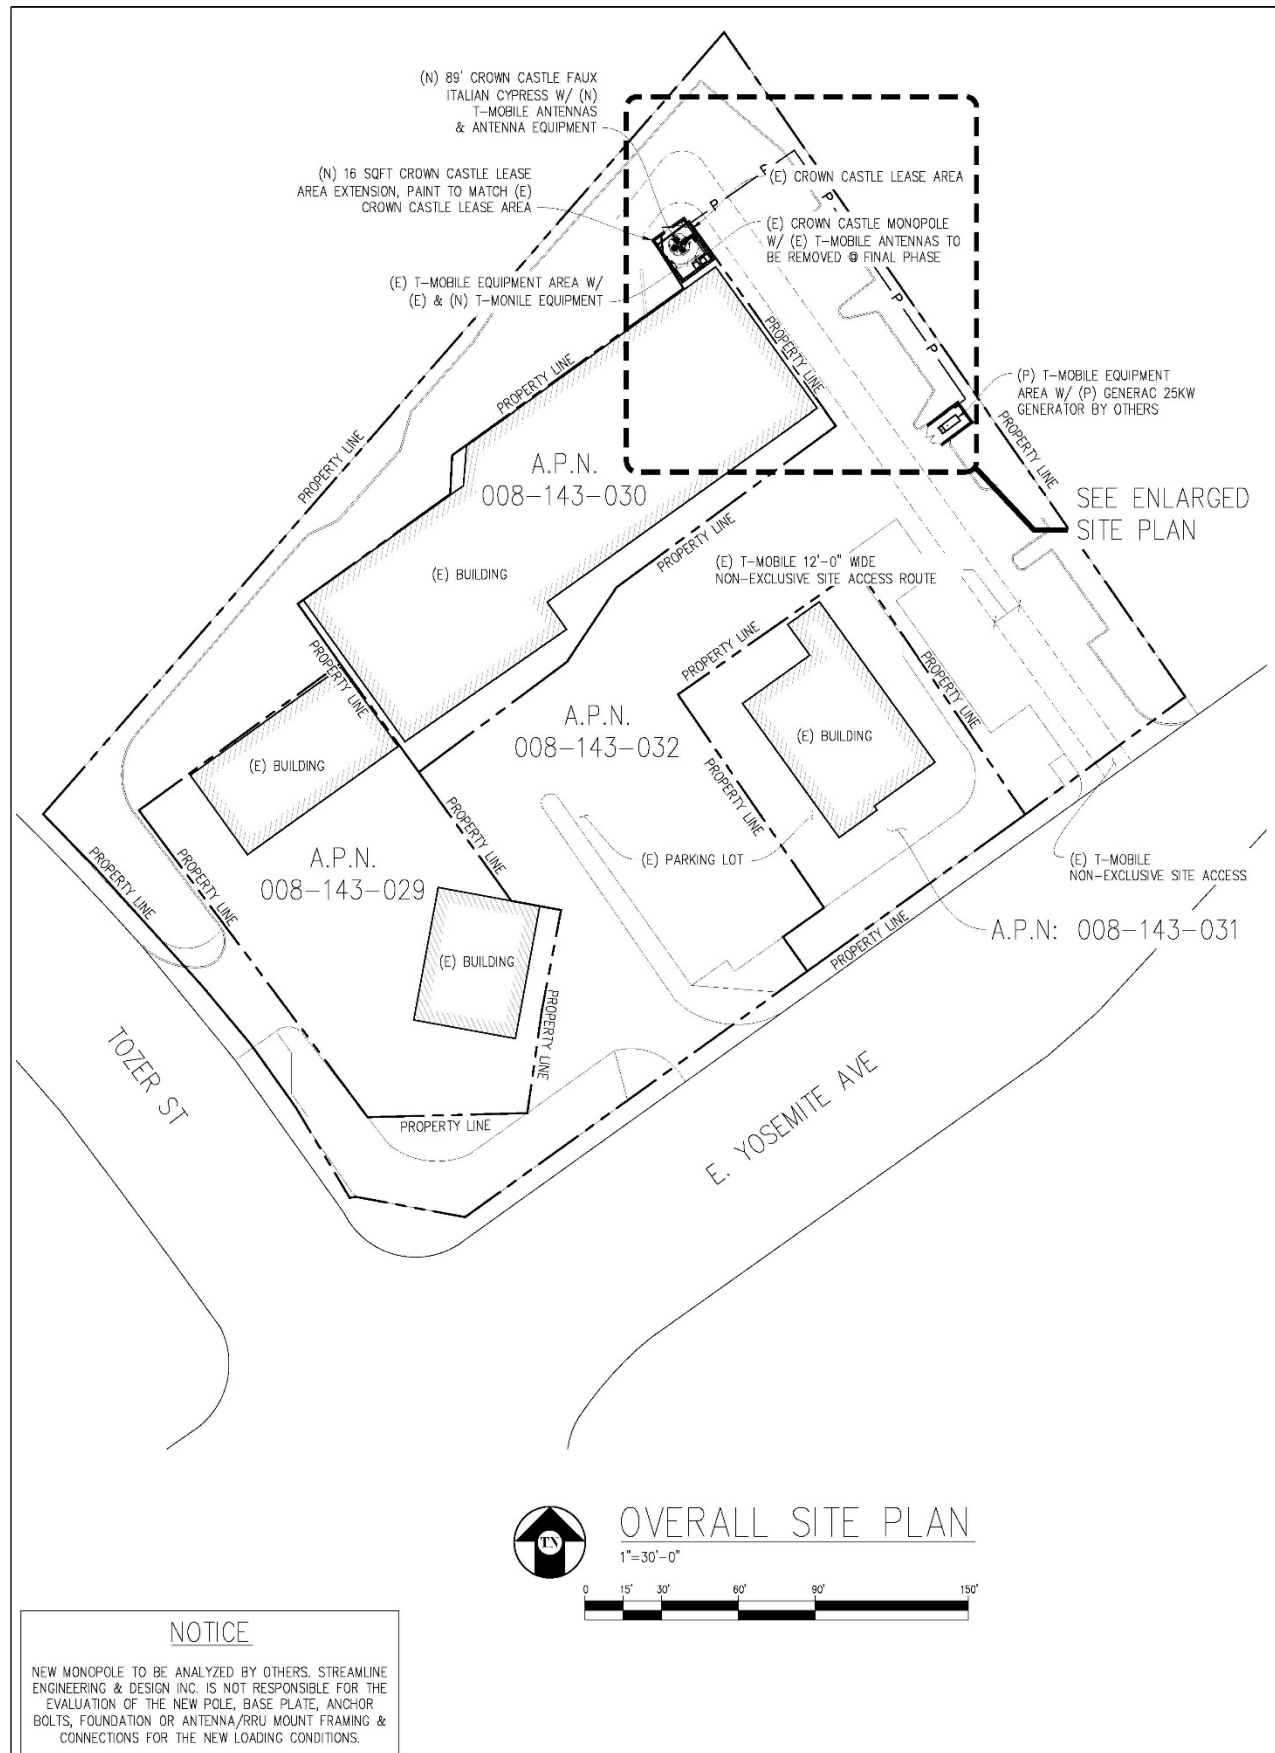 (N) 89' CROWN CASTLE FAUX
ITALIAN CYPRESS W/ (N)
T-MOBILE ANTENNAS
& ANTENNA EQUIPMENT
(N) 16 SQFT CROWN CASTLE LEASE
AREA EXTENSION, PAINT TO MATCH (E)
CROWN CASTLE LEASE AREA
(E) T-MOBILE EQUIPMENT AREA W/
(E) & (N) T-MONILE EQUIPMENT
(E) CROWN CASTLE LEASE AREA
(E) CROWN CASTLE MONOPOLE
W/ (E) T-MOBILE ANTENNAS TO
BE REMOVED @ FINAL PHASE
P
P
P
P
P
(P) T-MOBILE EQUIPMENT
AREA W/ (P) GENERAC 25KW
GENERATOR BY OTHERS
SEE ENLARGED
SITE PLAN
PROPERTY LINE
PROPERTY LINE
PROPERTY LINE
PROPERTY LINE
A.P.N.
008-143-030
(E) BUILDING
PROPERTY LINE
(E) T-MOBILE 12'-0" WIDE
NON-EXCLUSIVE SITE ACCESS ROUTE
PROPERTY LINE
PROPERTY LINE
PROPERTY LINE
A.P.N.
008-143-032
(E) BUILDING
(E) BUILDING
PROPERTY LINE
PROPERTY LINE
(E) PARKING LOT
A.P.N.
008-143-029
PROPERTY LINE
PROPERTY LINE
(E) T-MOBILE
NON-EXCLUSIVE SITE ACCESS
A.P.N: 008-143-031
PROPERTY LINE
(E) BUILDING
PROPERTY LINE
PROPERTY LINE
TOZER ST
E. YOSEMITE AVE
TN
OVERALL SITE PLAN
1"=30'-0"
0 15' 30' 60' 90' 150'
NOTICE
NEW MONOPOLE TO BE ANALYZED BY OTHERS. STREAMLINE
ENGINEERING & DESIGN INC. IS NOT RESPONSIBLE FOR THE
EVALUATION OF THE NEW POLE, BASE PLATE, ANCHOR
BOLTS, FOUNDATION OR ANTENNA/RRU MOUNT FRAMING &
CONNECTIONS FOR THE NEW LOADING CONDITIONS.